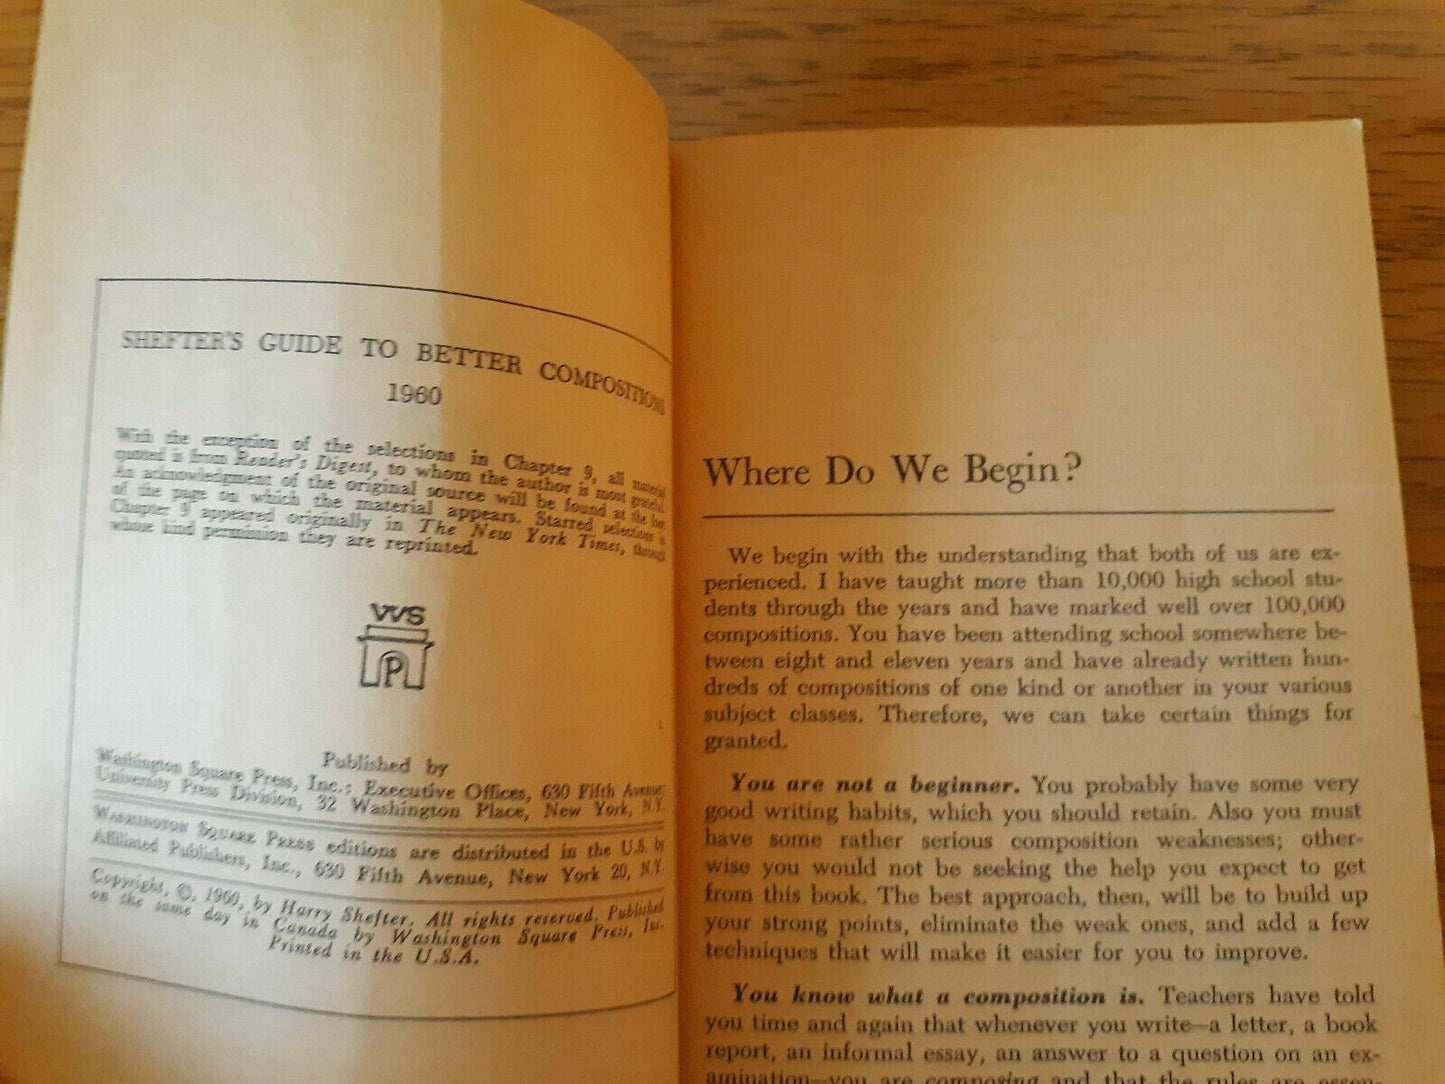 SHEFTER'S GUIDE TO BETTER COMPOSITIONS
1960
With the exception of the selections in Chapter 9, all material
quoted is from Reader's Digest, to whom the author is most grateful.
An acknowledgment of the original source will be found at the
of the page on which the material appears. Starred selections in
Chapter 9 appeared originally in The New York Times, through
whose kind permission they are reprinted.
WS
P
Published by
Washington Square Press, Inc.; Executive Offices, 630 Fifth Avenue;
University Press Division, 32 Washington Place, New York, N.Y.
WASHINGTON SQUARE PRESS editions are distributed in the U.S. by
Affiliated Publishers, Inc., 630 Fifth Avenue, New York 20, N.Y.
Copyright, ©, 1960, by Harry Shefter. All rights reserved. Published
on the same day in Canada by Washington Square Press, Inc.
Printed in the U.S.A.
Where Do We Begin?
We begin with the understanding that both of us are ex-
perienced. I have taught more than 10,000 high school stu-
dents through the years and have marked well over 100,000
compositions. You have been attending school somewhere be-
tween eight and eleven years and have already written hun-
dreds of compositions of one kind or another in your various
subject classes. Therefore, we can take certain things for
granted.
You are not a beginner. You probably have some very
good writing habits, which you should retain. Also you must
have some rather serious composition weaknesses; other-
wise you would not be seeking the help you expect to get
from this book. The best approach, then, will be to build up
your strong points, eliminate the weak ones, and add a few
techniques that will make it easier for you to improve.
You know what a composition is. Teachers have told
you time and again that whenever you write—a letter, a book
report, an informal essay, an answer to a question on an ex-
amination—you are composing and that the rules are